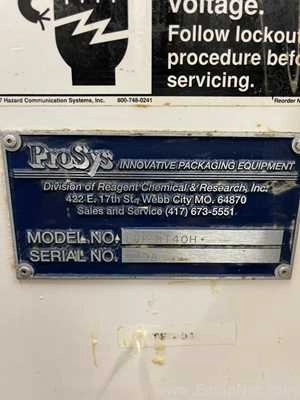 voltage.
Follow lockou
procedure befo
servicing.
7 Hazard Communication Systems, Inc. 800-748-0241
Reorder
ProSys INNOVATIVE PACKAGING EQUIPMENT
Division of Reagent Chemical & Research, Inc.
422 E. 17th St., Webb City MO. 64870
Sales and Service (417) 673-5551
MODEL NO.
SERIAL NO.